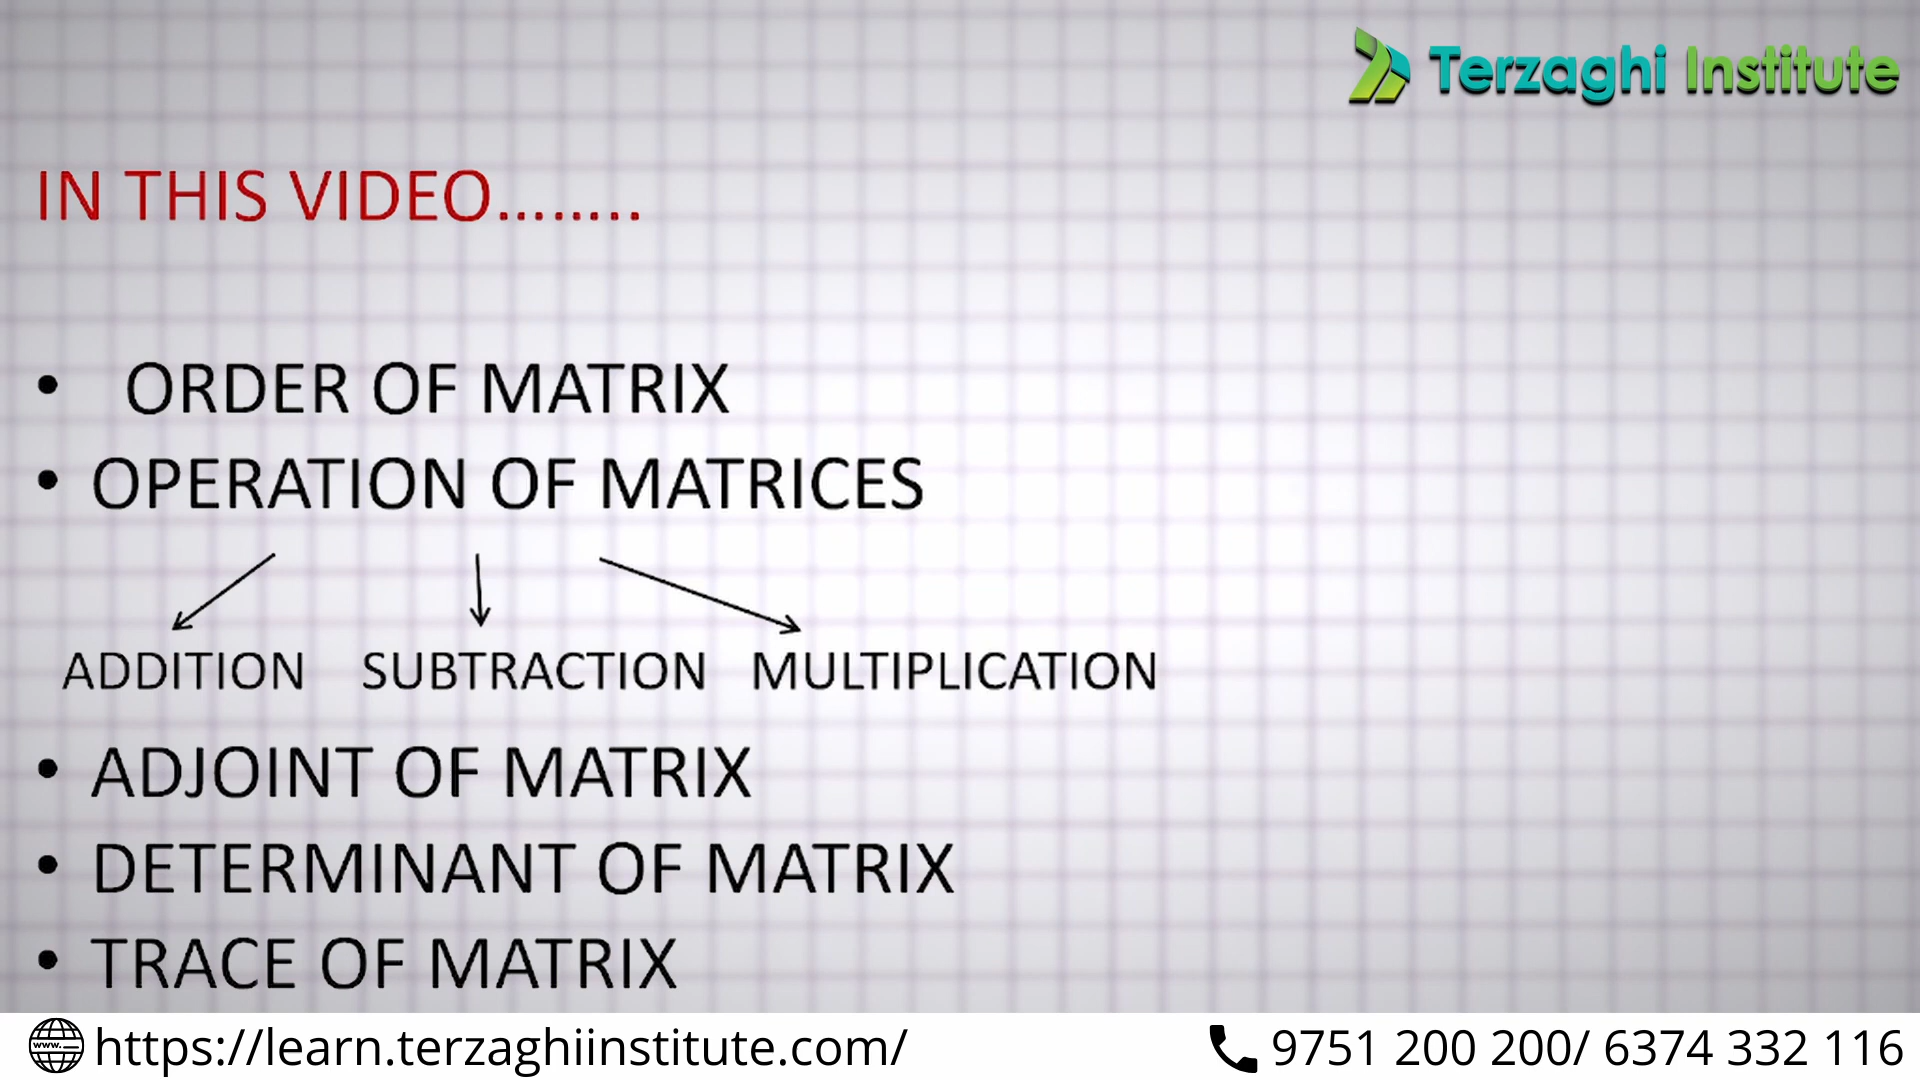 Terzaghi Institute
IN THIS VIDEO........
• ORDER OF MATRIX
• OPERATION OF MATRICES
ADDITION SUBTRACTION MULTIPLICATION
• ADJOINT OF MATRIX
• DETERMINANT OF MATRIX
• TRACE OF MATRIX
www... https://learn.terzaghiinstitute.com/ 9751 200 200/ 6374 332 116